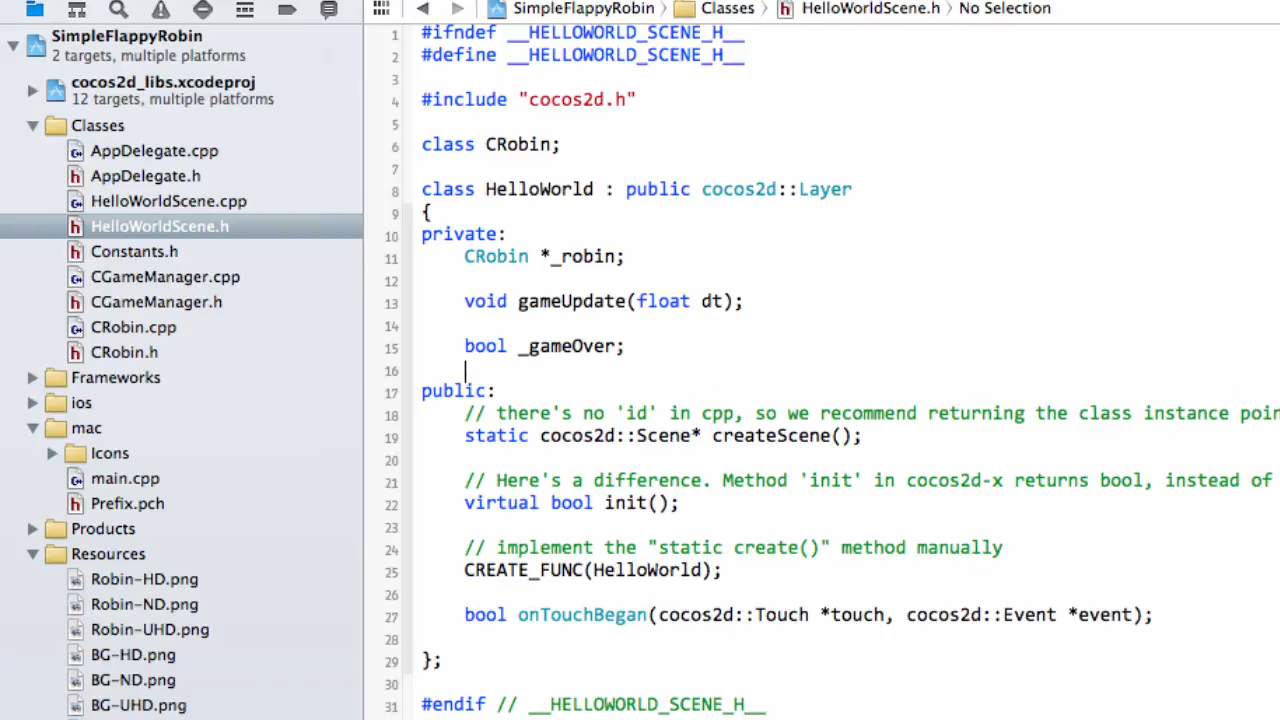 SimpleFlappyRobin
2 targets, multiple platforms
cocos2d_libs.xcodeproj
12 targets, multiple platforms
Classes
AppDelegate.cpp
AppDelegate.h
HelloWorldScene.cpp
HelloWorldScene.h
Constants.h
CGameManager.cpp
CGameManager.h
CRobin.cpp
CRobin.h
Frameworks
ios
mac
Icons
main.cpp
Prefix.pch
Products
Resources
Robin-HD.png
Robin-ND.png
Robin-UHD.png
BG-HD.png
BG-ND.png
BG-UHD.png
SimpleFlappyRobin Classes HelloWorldScene.h No Selection
1 #ifndef __HELLOWORLD_SCENE_H__
2 #define __HELLOWORLD_SCENE_H__
3
4 #include "cocos2d.h"
5
6 class CRobin;
7
8 class HelloWorld : public cocos2d::Layer
9 {
10 private:
11 CRobin *_robin;
12
13 void gameUpdate(float dt);
14
15 bool _gameOver;
16
17 public:
18 // there's no 'id' in cpp, so we recommend returning the class instance poin
19 static cocos2d::Scene* createScene();
20
21 // Here's a difference. Method 'init' in cocos2d-x returns bool, instead of
22 virtual bool init();
23
24 // implement the "static create()" method manually
25 CREATE_FUNC(HelloWorld);
26
27 bool onTouchBegan(cocos2d::Touch *touch, cocos2d::Event *event);
28
29 };
30
31 #endif // __HELLOWORLD_SCENE_H__